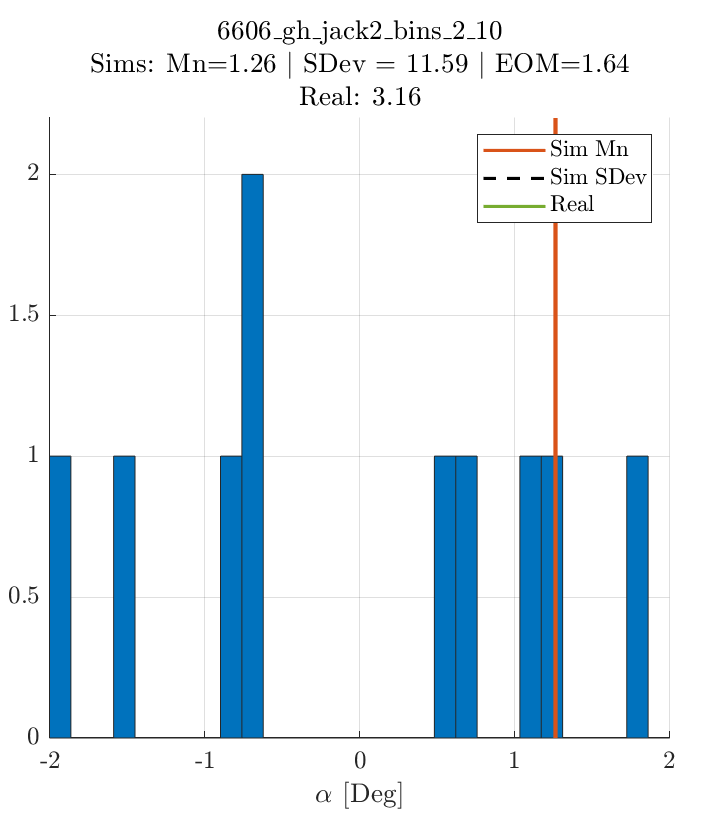 6606_gh_jack2_bins_2_10
Sims: Mn=1.26 | SDev = 11.59 | EOM=1.64
Real: 3.16
Sim Mn
Sim SDev
Real
2
1.5
1
0.5
0
-2 -1 0 1 2
α [Deg]